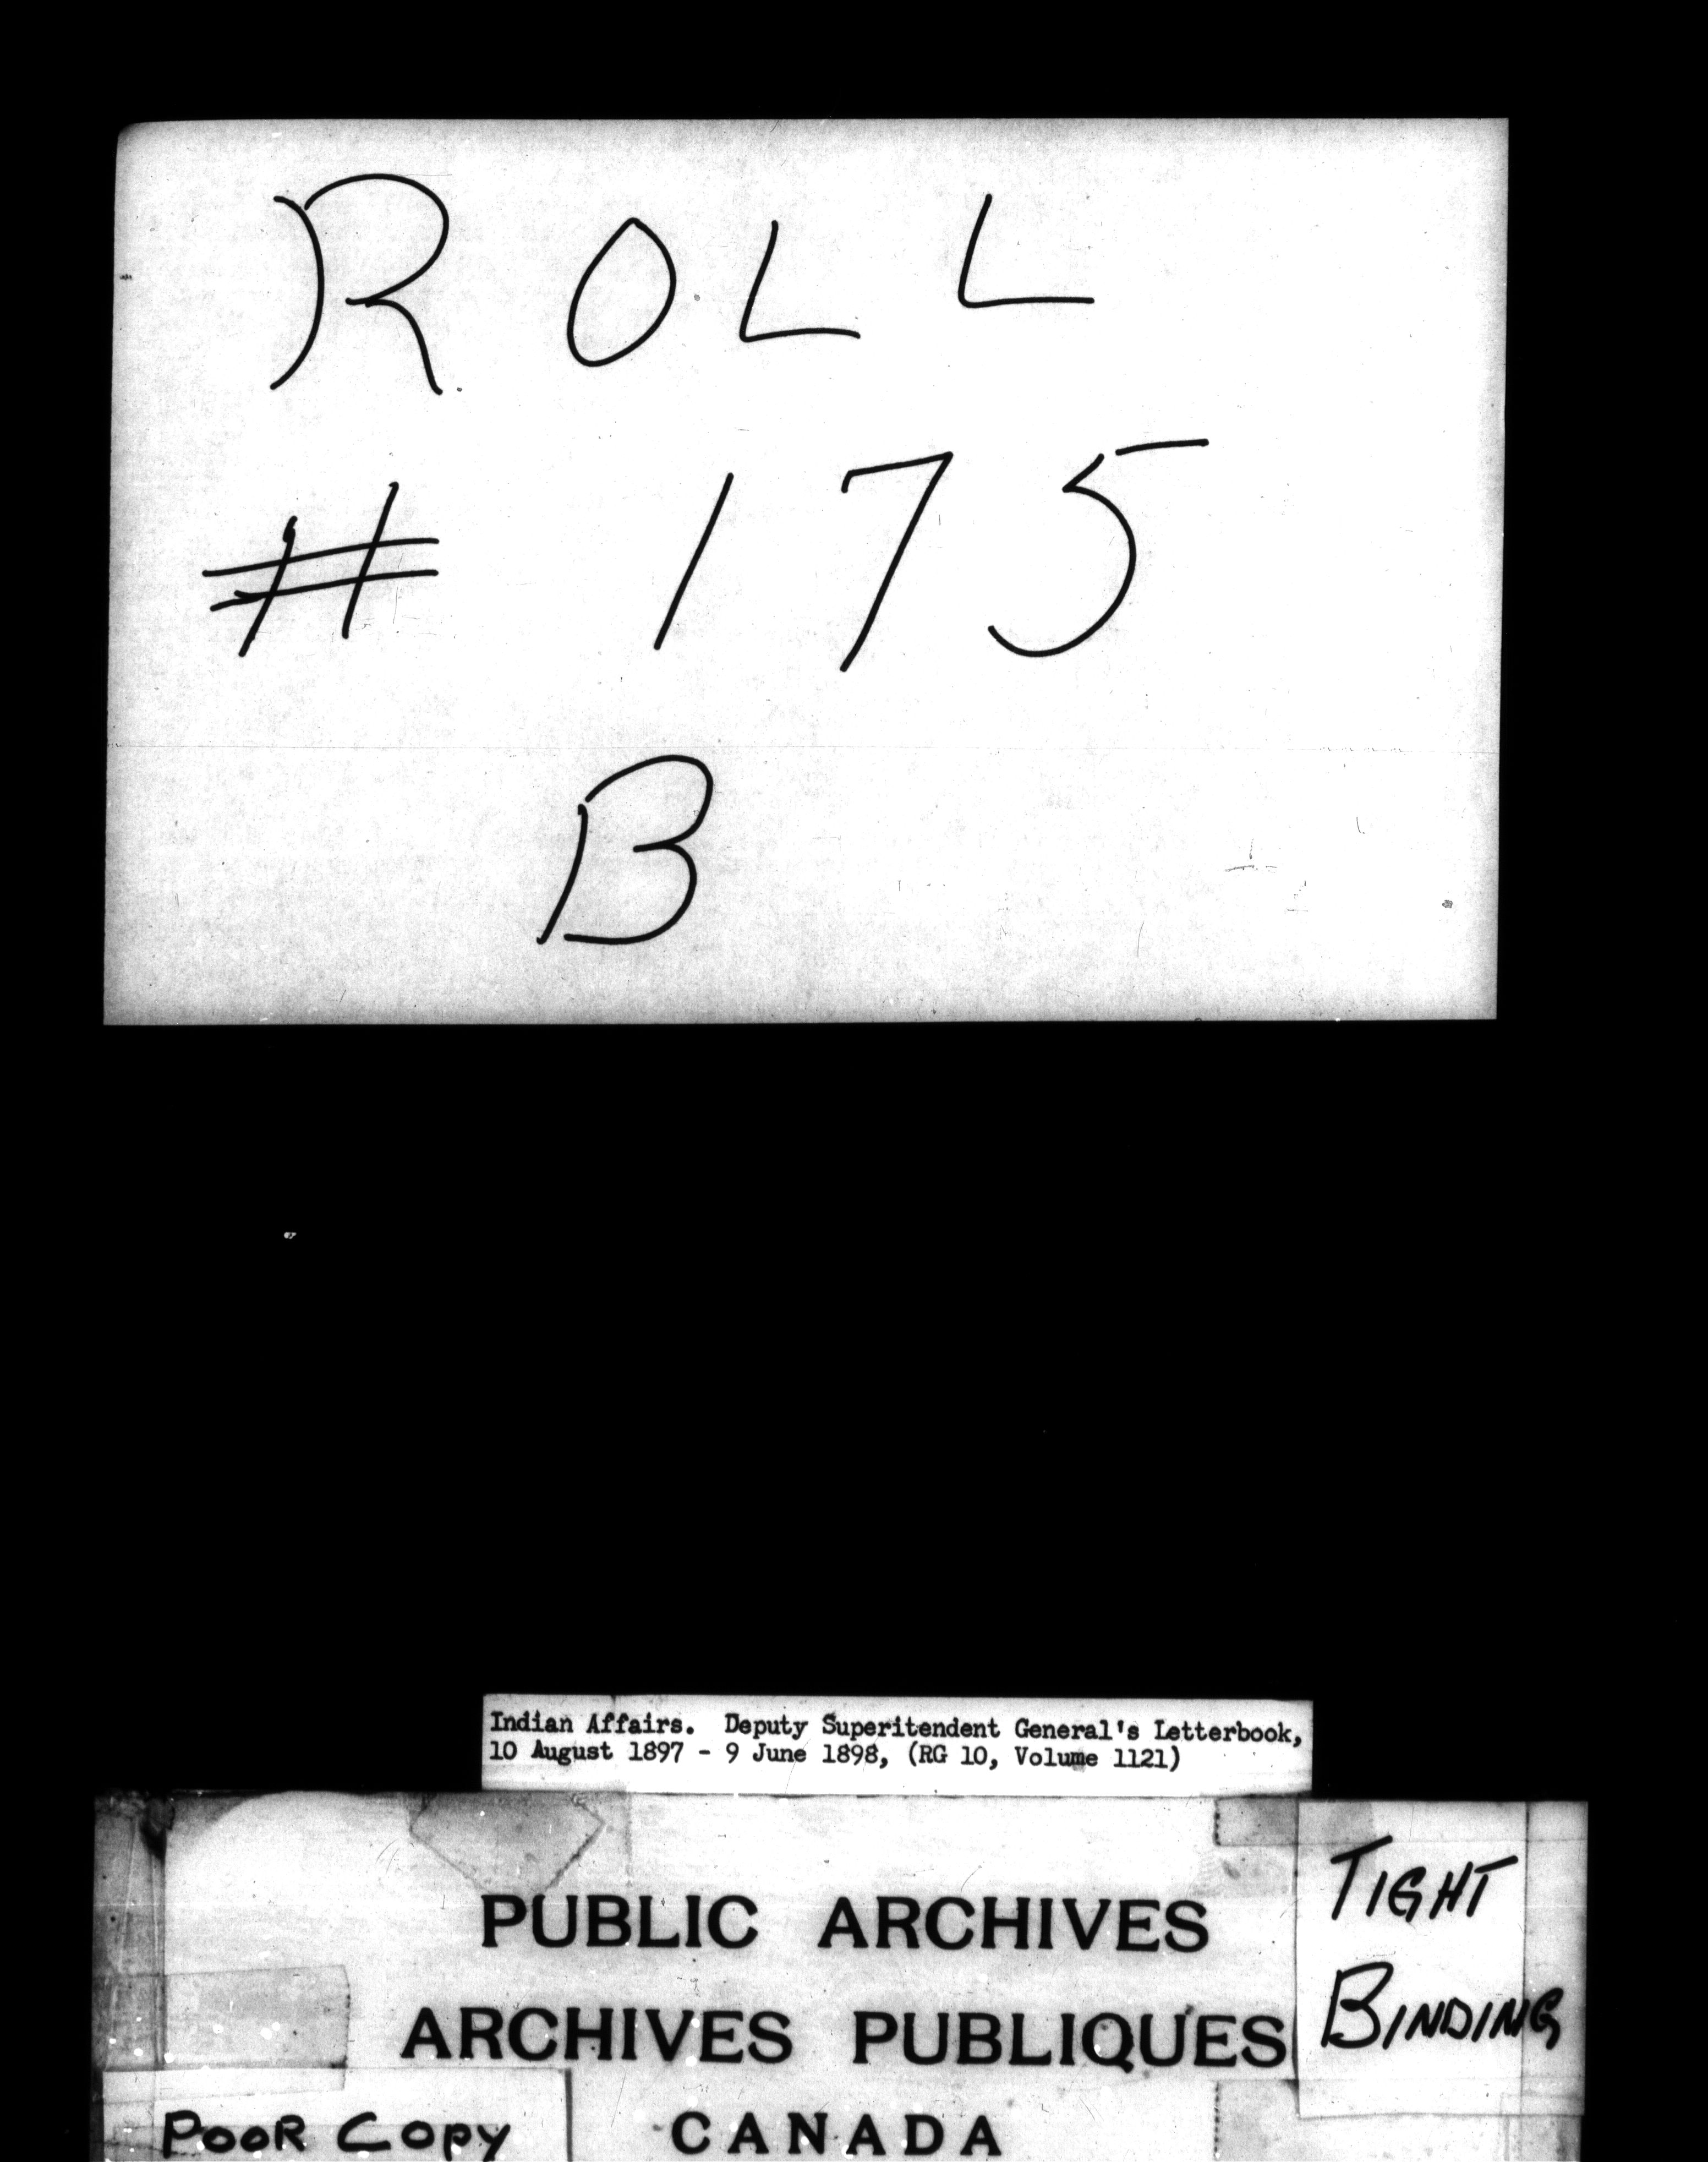 ROLL
# 175
B
Indian Affairs. Deputy Superitendent General's Letterbook,
10 August 1897 - 9 June 1898, (RG 10, Volume 1121)
PUBLIC ARCHIVES
ARCHIVES PUBLIQUES
CANADA
TIGHT
BINDING
POOR COPY